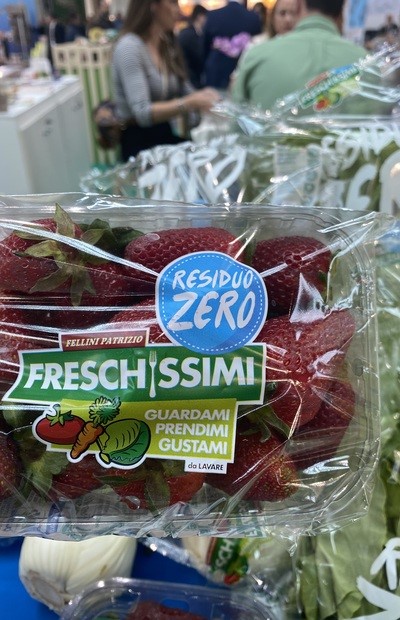 RESIDUO
ZERO
FELLINI PATRIZIO
FRESCHISSIMI
GUARDAMI
PRENDIMI
GUSTAMI
da LAVARE